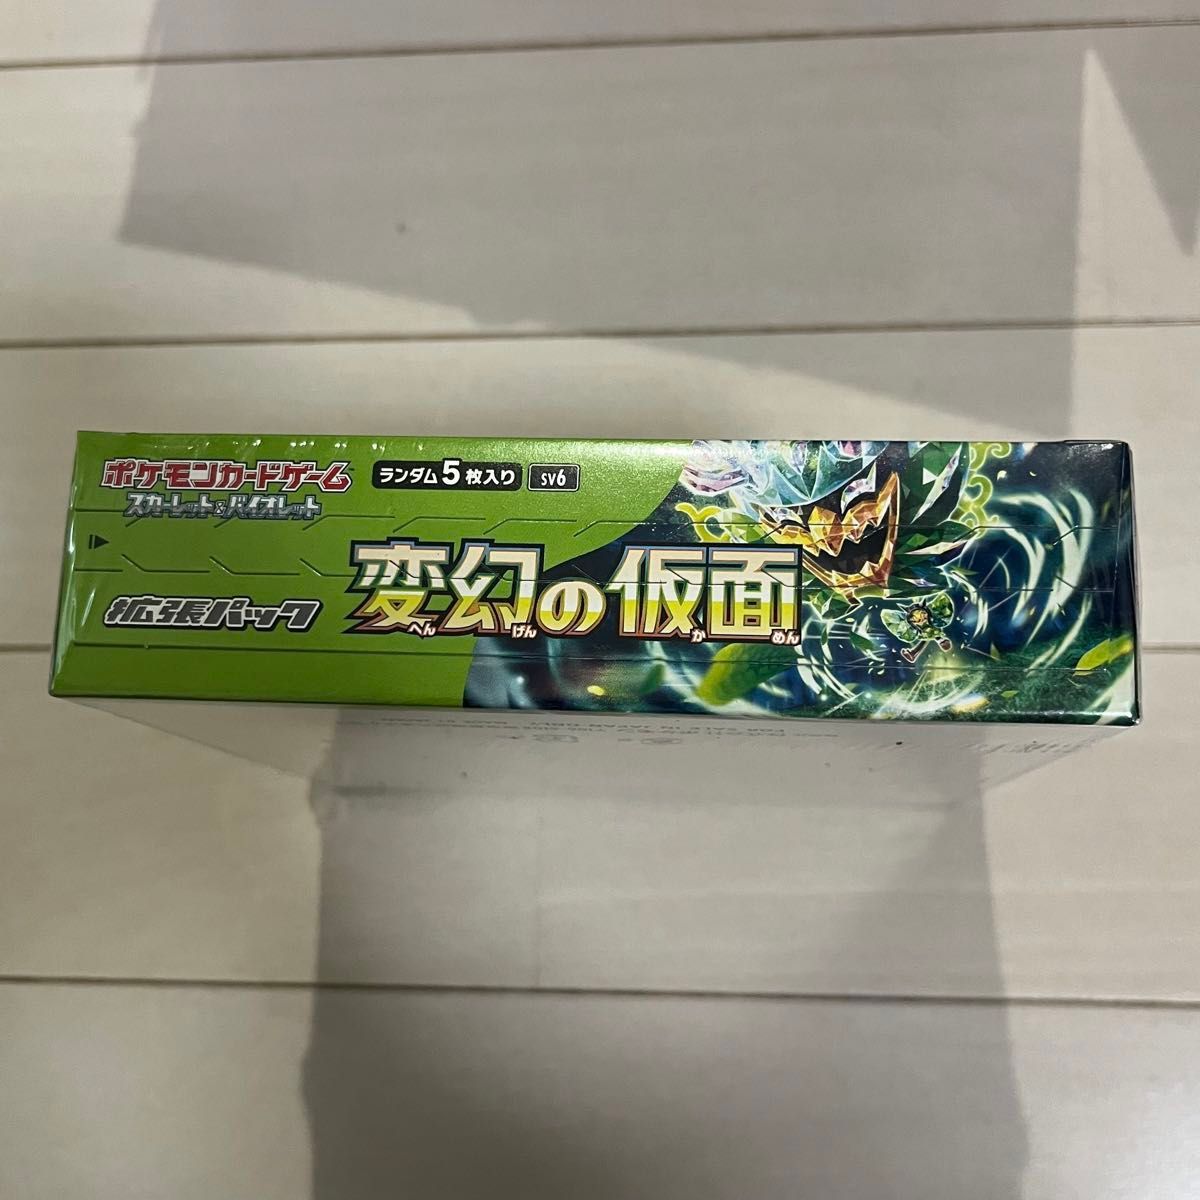 ポケモンカードゲーム
スカーレット&バイオレット
ランダム5枚入り
SV6
拡張パック
変幻の仮面
へん げん か めん